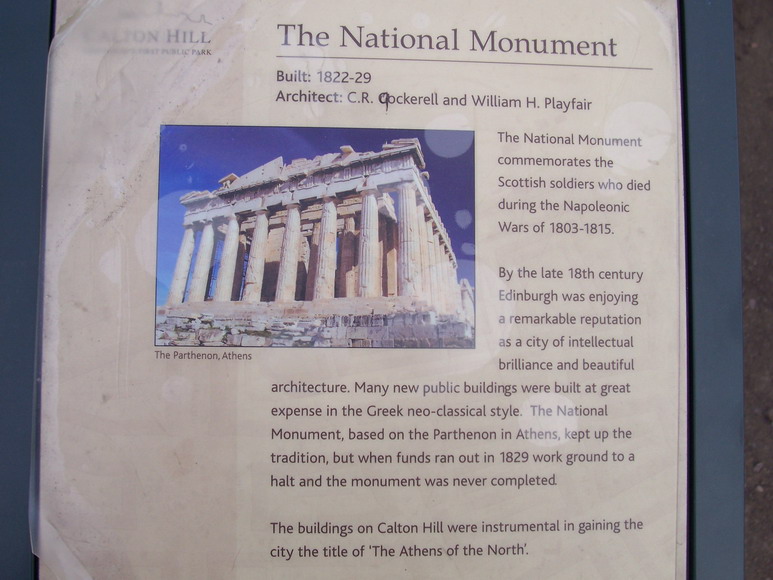 CALTON HILL
FIRST PUBLIC PARK
The National Monument
Built: 1822-29
Architect: C.R. Cockerell and William H. Playfair
The National Monument
commemorates the
Scottish soldiers who died
during the Napoleonic
Wars of 1803-1815.
By the late 18th century
Edinburgh was enjoying
a remarkable reputation
as a city of intellectual
brilliance and beautiful
The Parthenon, Athens
architecture. Many new public buildings were built at great
expense in the Greek neo-classical style. The National
Monument, based on the Parthenon in Athens, kept up the
tradition, but when funds ran out in 1829 work ground to a
halt and the monument was never completed.
The buildings on Calton Hill were instrumental in gaining the
city the title of 'The Athens of the North'.